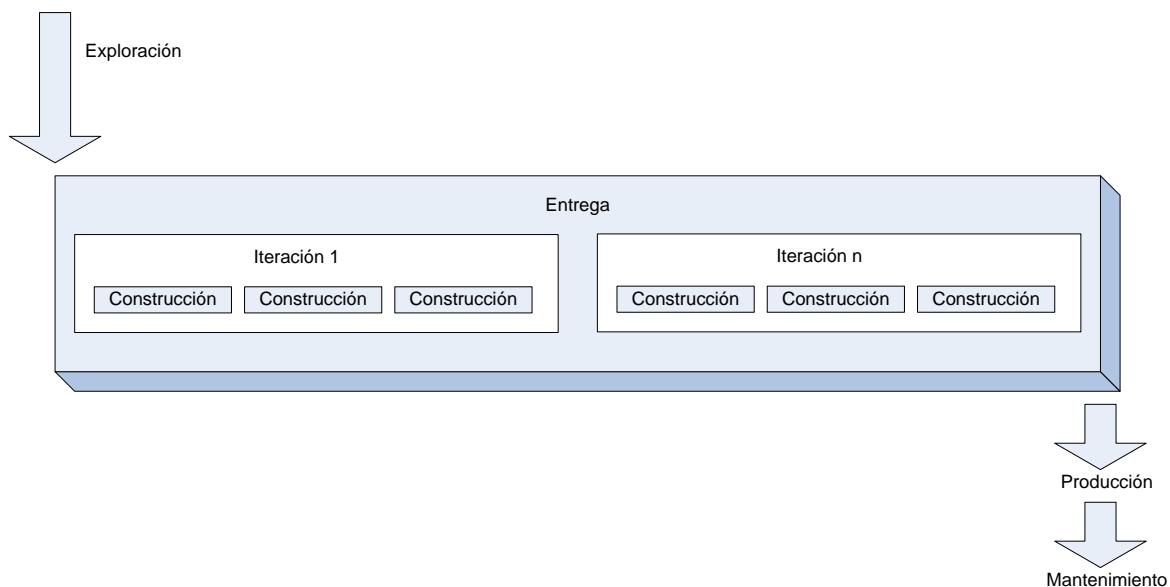 Exploración
Entrega
Iteración 1
Construcción
Construcción
Construcción
Iteración n
Construcción
Construcción
Construcción
Producción
Mantenimiento